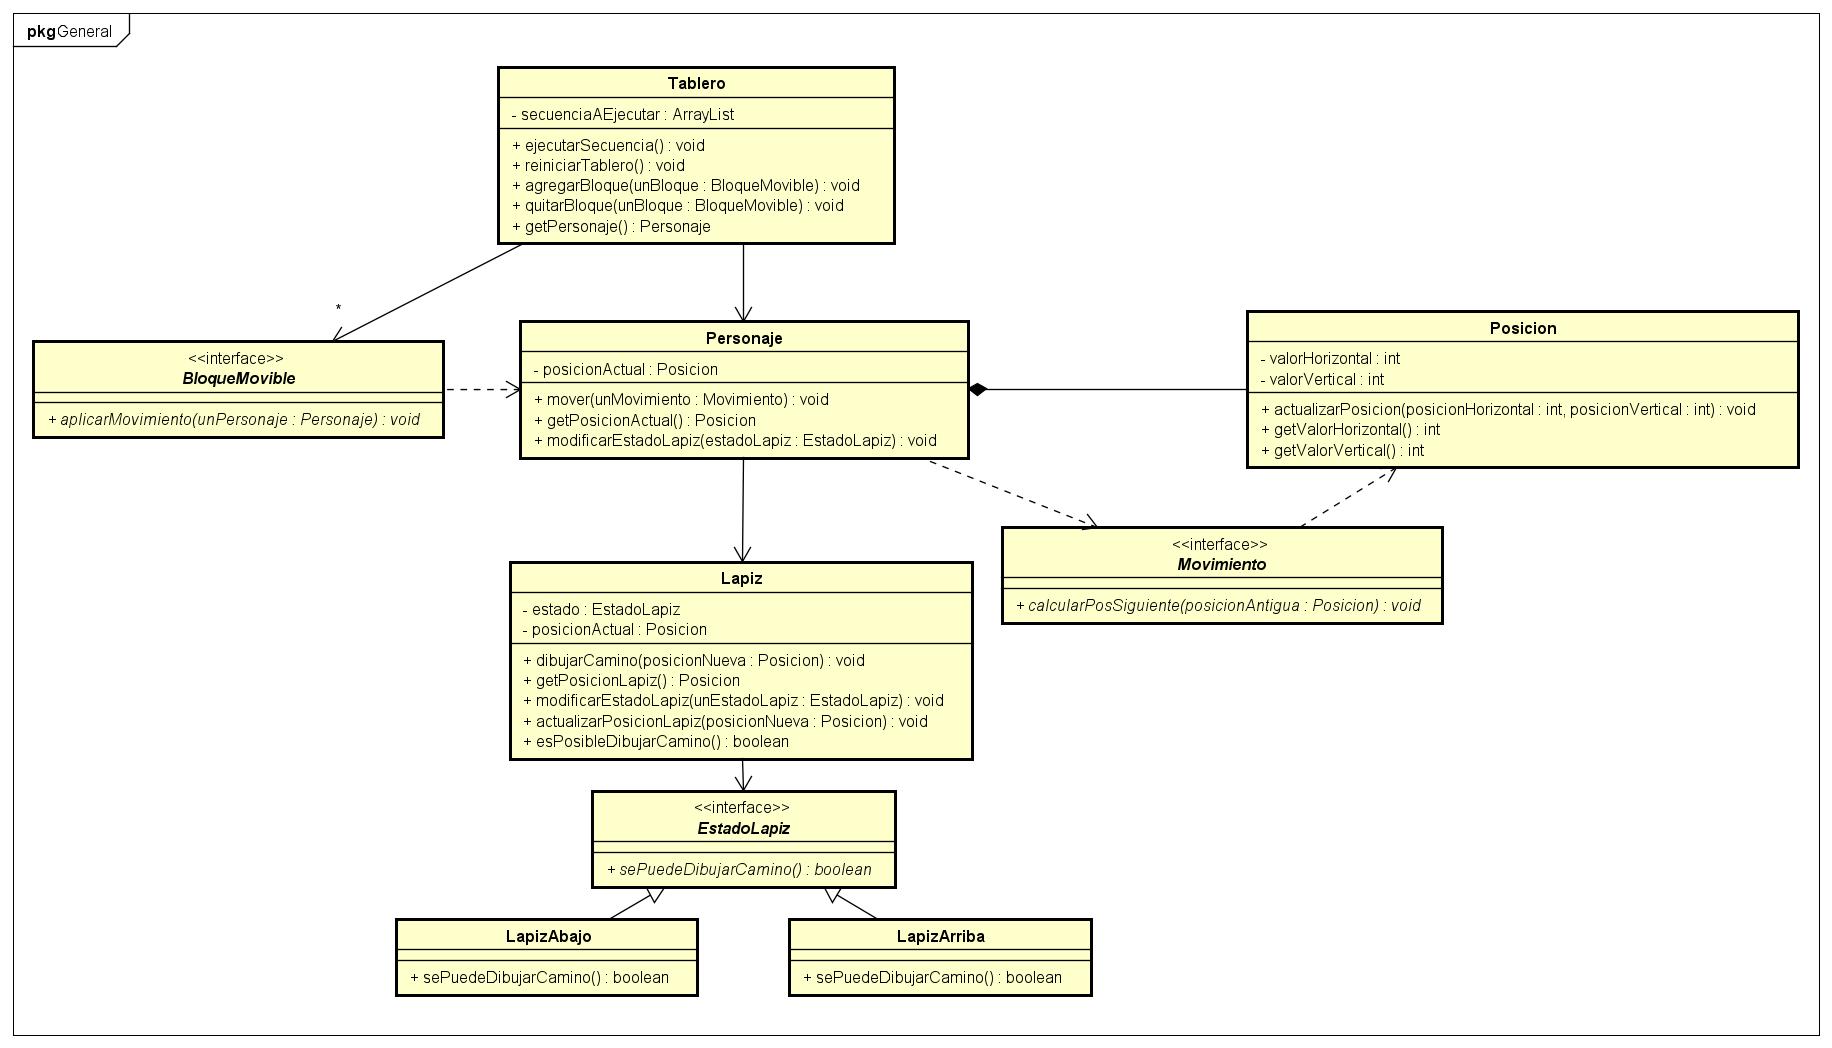 pkg General
Tablero
- secuenciaAEjecutar : ArrayList
+ ejecutarSecuencia() : void
+ reiniciarTablero() : void
+ agregarBloque(unBloque : BloqueMovible) : void
+ quitarBloque(unBloque : BloqueMovible) : void
+ getPersonaje() : Personaje
*
<<interface>>
BloqueMovible
+ aplicarMovimiento(unPersonaje : Personaje) : void
Personaje
- posicionActual : Posicion
+ mover(unMovimiento : Movimiento) : void
+ getPosicionActual() : Posicion
+ modificarEstadoLapiz(estadoLapiz : EstadoLapiz) : void
Posicion
- valorHorizontal : int
- valorVertical : int
+ actualizarPosicion(posicionHorizontal : int, posicionVertical : int) : void
+ getValorHorizontal() : int
+ getValorVertical() : int
<<interface>>
Movimiento
+ calcularPosSiguiente(posicionAntigua : Posicion) : void
Lapiz
- estado : EstadoLapiz
- posicionActual : Posicion
+ dibujarCamino(posicionNueva : Posicion) : void
+ getPosicionLapiz() : Posicion
+ modificarEstadoLapiz(unEstadoLapiz : EstadoLapiz) : void
+ actualizarPosicionLapiz(posicionNueva : Posicion) : void
+ esPosibleDibujarCamino() : boolean
<<interface>>
EstadoLapiz
+ sePuedeDibujarCamino() : boolean
LapizAbajo
+ sePuedeDibujarCamino() : boolean
LapizArriba
+ sePuedeDibujarCamino() : boolean